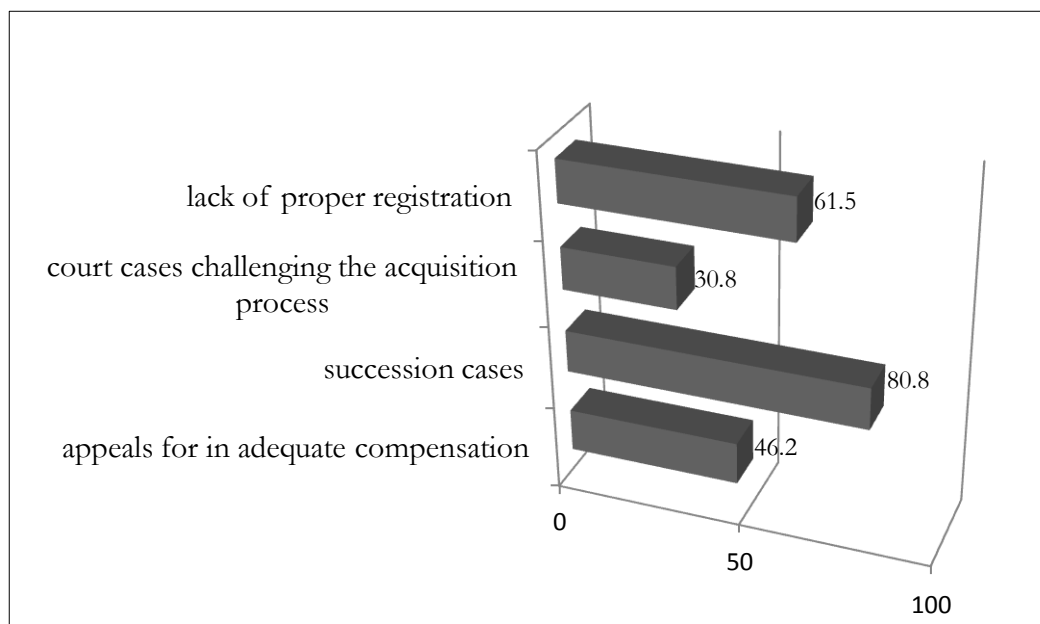 lack of proper registration
61.5
court cases challenging the acquisition
process
30.8
succession cases
80.8
appeals for in adequate compensation
46.2
0
50
100